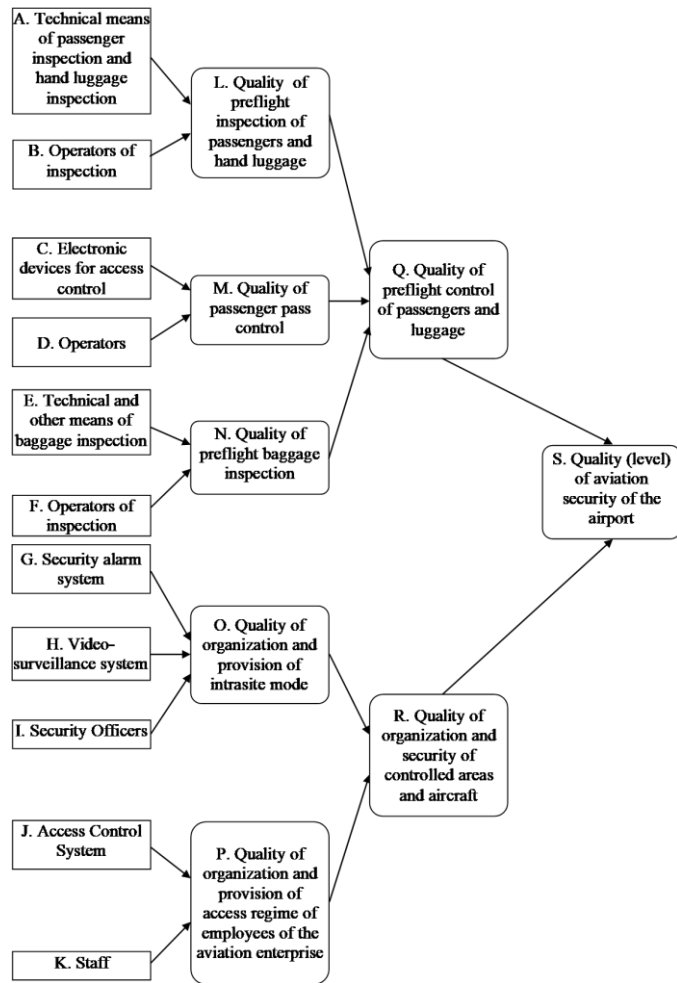 A. Technical means
of passenger
inspection and
hand luggage
inspection
B. Operators of
inspection
C. Electronic
devices for access
control
D. Operators
E. Technical and
other means of
baggage inspection
F. Operators of
inspection
G. Security alarm
system
H. Video-
surveillance system
I. Security Officers
J. Access Control
System
K. Staff
L. Quality of
preflight
inspection of
passengers and
hand luggage
M. Quality of
passenger pass
control
N. Quality of
preflight baggage
inspection
O. Quality of
organization and
provision of
intrasite mode
P. Quality of
organization and
provision of
access regime of
employees of the
aviation enterprise
Q. Quality of
preflight control
of passengers and
luggage
R. Quality of
organization and
security of
controlled areas
and aircraft
S. Quality (level)
of aviation
security of the
airport